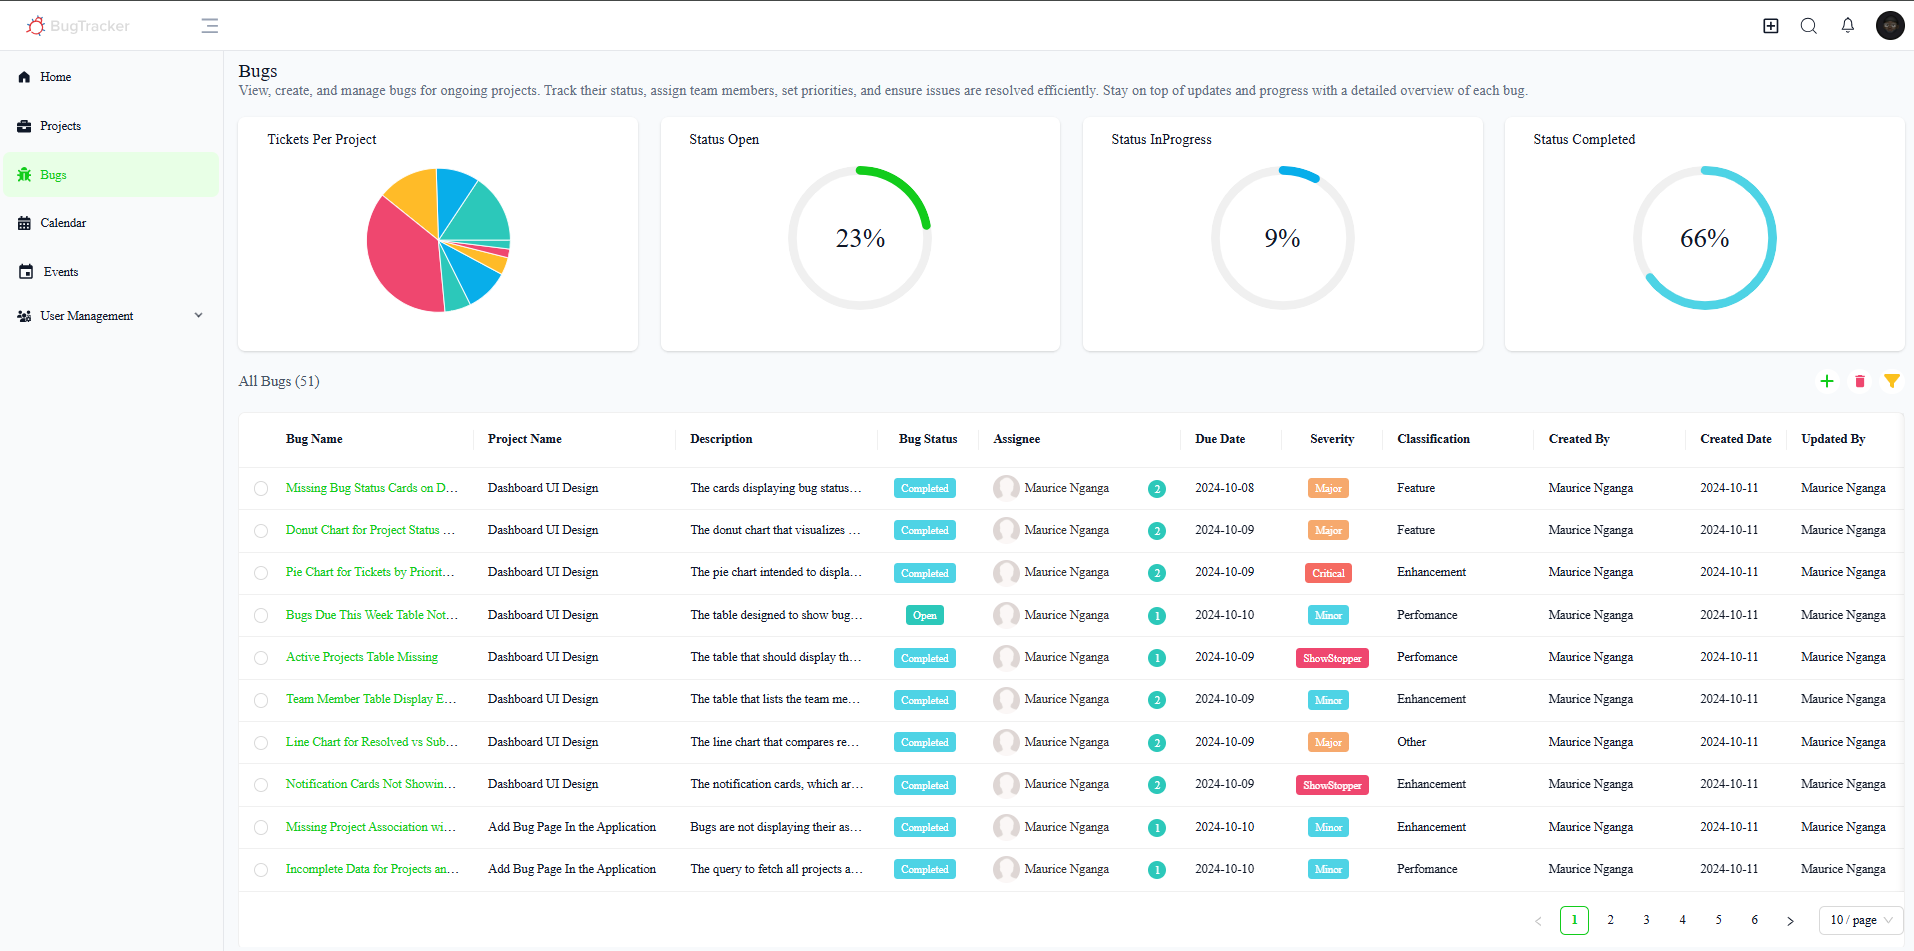 BugTracker
Home
Projects
Bugs
Calendar
Events
User Management
Bugs
View, create, and manage bugs for ongoing projects. Track their status, assign team members, set priorities, and ensure issues are resolved efficiently. Stay on top of updates and progress with a detailed overview of each bug.
Tickets Per Project
Status Open
23%
Status InProgress
9%
Status Completed
66%
All Bugs (51)
Bug Name Project Name Description Bug Status Assignee Due Date Severity Classification Created By Created Date Updated By
Missing Bug Status Cards on D... Dashboard UI Design The cards displaying bug status... Completed Maurice Nganga 2 2024-10-08 Major Feature Maurice Nganga 2024-10-11 Maurice Nganga
Donut Chart for Project Status ... Dashboard UI Design The donut chart that visualizes ... Completed Maurice Nganga 2 2024-10-09 Major Feature Maurice Nganga 2024-10-11 Maurice Nganga
Pie Chart for Tickets by Priorit... Dashboard UI Design The pie chart intended to displa... Completed Maurice Nganga 2 2024-10-09 Critical Enhancement Maurice Nganga 2024-10-11 Maurice Nganga
Bugs Due This Week Table Not... Dashboard UI Design The table designed to show bug... Open Maurice Nganga 1 2024-10-10 Minor Perfomance Maurice Nganga 2024-10-11 Maurice Nganga
Active Projects Table Missing Dashboard UI Design The table that should display th... Completed Maurice Nganga 1 2024-10-09 ShowStopper Perfomance Maurice Nganga 2024-10-11 Maurice Nganga
Team Member Table Display E... Dashboard UI Design The table that lists the team me... Completed Maurice Nganga 2 2024-10-09 Minor Enhancement Maurice Nganga 2024-10-11 Maurice Nganga
Line Chart for Resolved vs Sub... Dashboard UI Design The line chart that compares re... Completed Maurice Nganga 2 2024-10-09 Major Other Maurice Nganga 2024-10-11 Maurice Nganga
Notification Cards Not Showin... Dashboard UI Design The notification cards, which ar... Completed Maurice Nganga 2 2024-10-09 ShowStopper Enhancement Maurice Nganga 2024-10-11 Maurice Nganga
Missing Project Association wi... Add Bug Page In the Application Bugs are not displaying their as... Completed Maurice Nganga 1 2024-10-10 Minor Enhancement Maurice Nganga 2024-10-11 Maurice Nganga
Incomplete Data for Projects an... Add Bug Page In the Application The query to fetch all projects a... Completed Maurice Nganga 1 2024-10-10 Minor Perfomance Maurice Nganga 2024-10-11 Maurice Nganga
< 1 2 3 4 5 6 > 10 / page